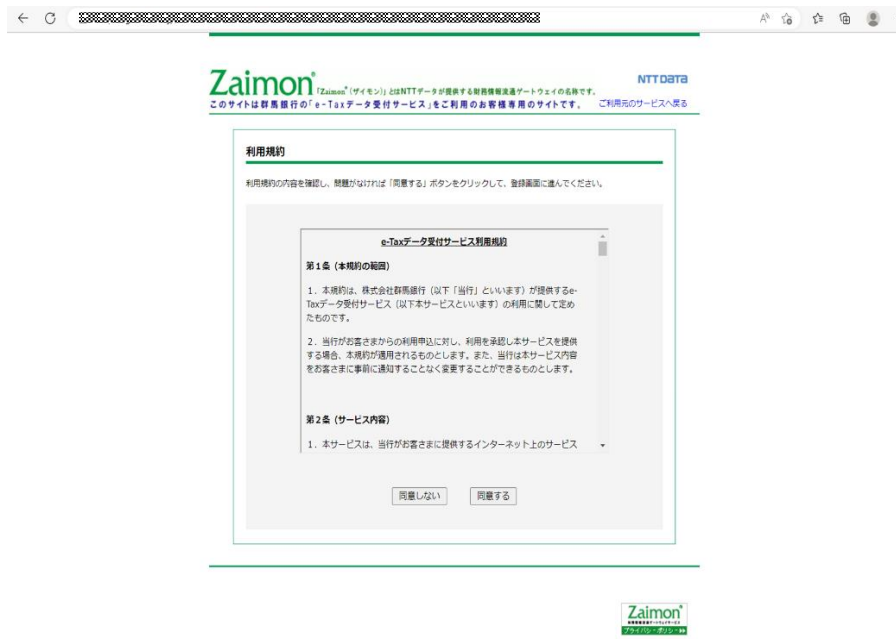 Zaimon®
「Zaimon®（ザイモン）」とはNTTデータが提供する財務情報流通ゲートウェイの名称です。
NTT DATA
このサイトは群馬銀行の「e-Taxデータ受付サービス」をご利用のお客様専用のサイトです。
ご利用元のサービスへ戻る
利用規約
利用規約の内容を確認し、問題がなければ「同意する」ボタンをクリックして、登録画面に進んでください。
e-Taxデータ受付サービス利用規約
第１条（本規約の範囲）
１．本規約は、株式会社群馬銀行（以下「当行」といいます）が提供するe-
Taxデータ受付サービス（以下本サービスといいます）の利用に関して定め
たものです。
２．当行がお客さまからの利用申込に対し、利用を承認し本サービスを提供
する場合、本規約が適用されるものとします。また、当行は本サービス内容
をお客さまに事前に通知することなく変更することができるものとします。
第２条（サービス内容）
１．本サービスは、当行がお客さまに提供するインターネット上のサービス
同意しない
同意する
Zaimon®
プライバシーポリシー